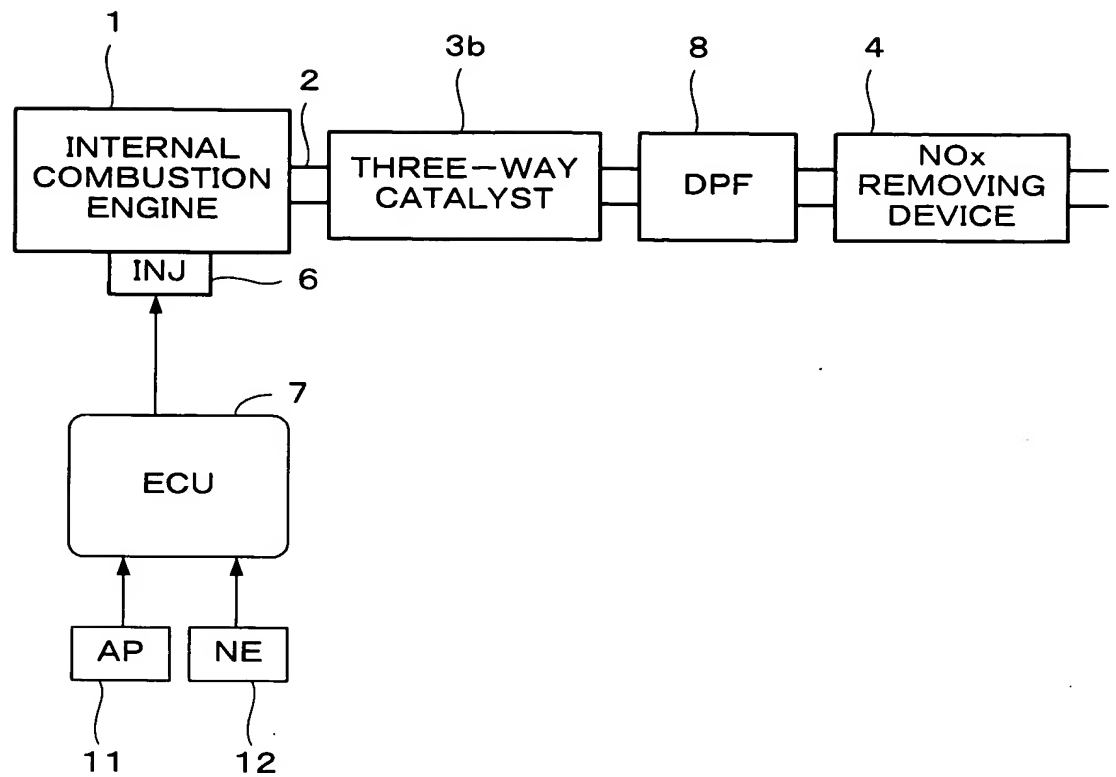 1
2
3b
8
4
INTERNAL
COMBUSTION
ENGINE
THREE-WAY
CATALYST
DPF
NOx
REMOVING
DEVICE
INJ
6
7
ECU
AP
NE
11
12